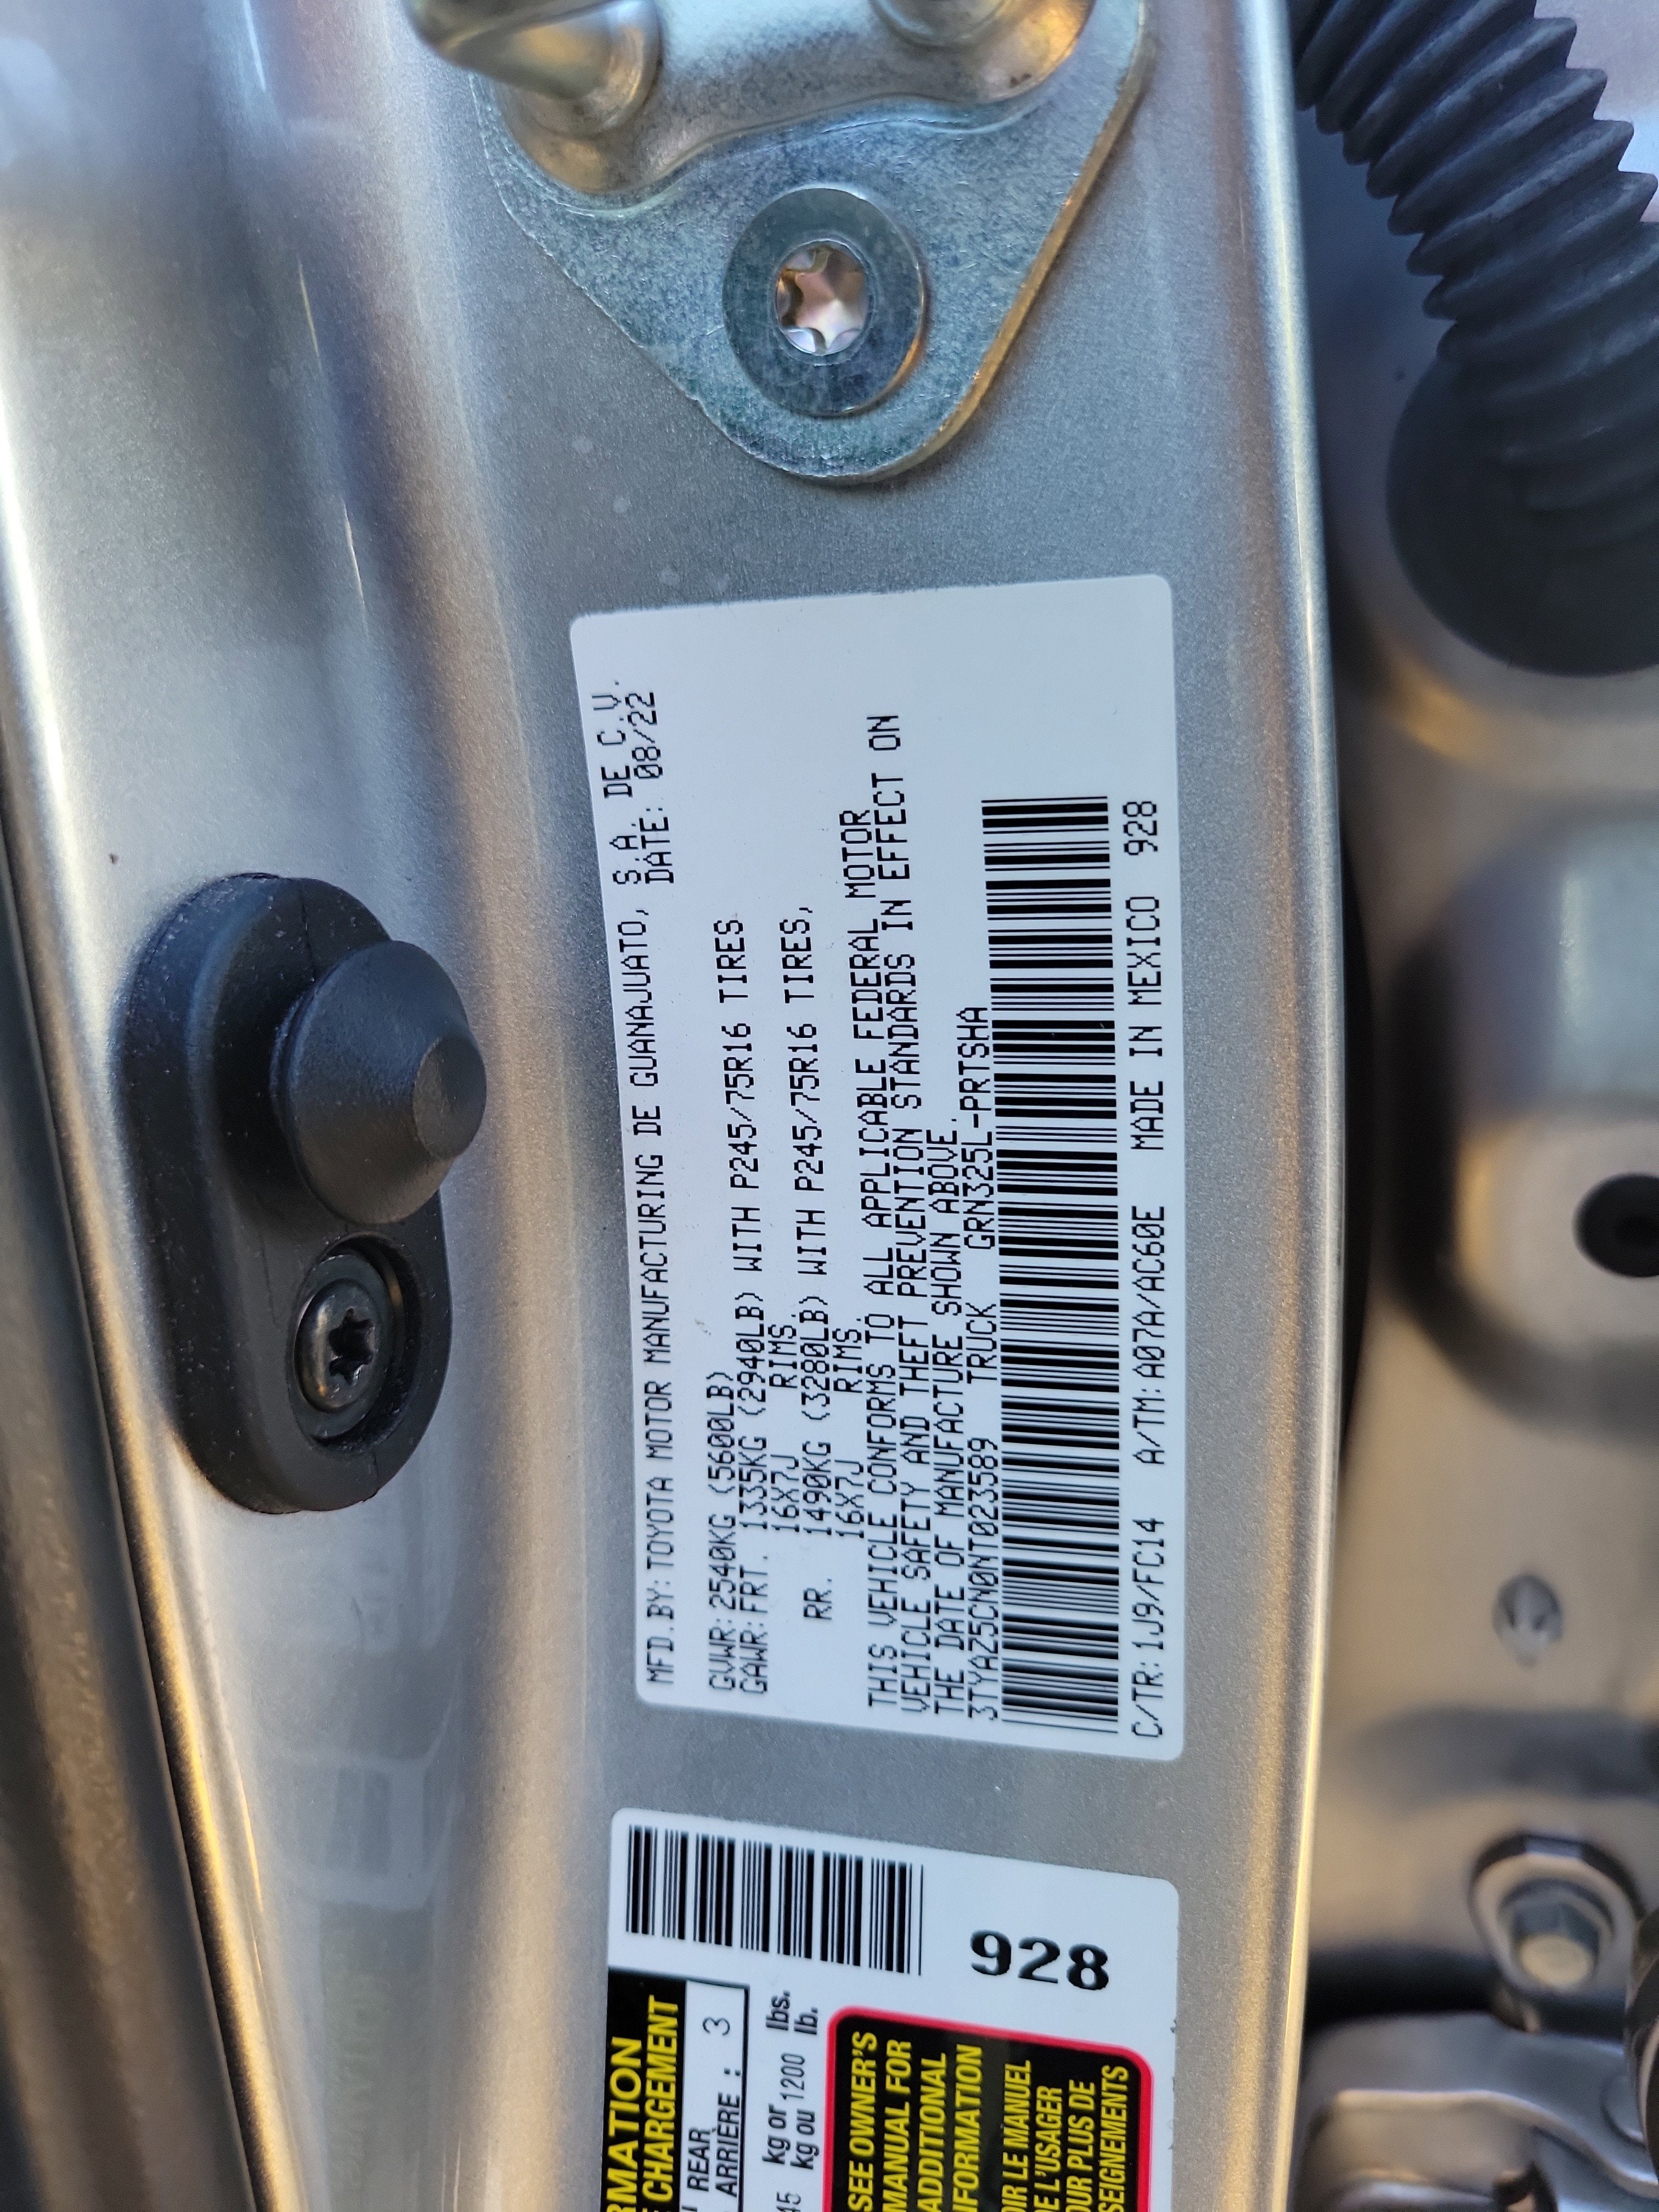 MFD.BY:TOYOTA MOTOR MANUFACTURING DE GUANAJUATO, S.A. DE C.V.
DATE: 08/22
GVWR:2540KG (5600LB)
GAWR:FRT. 1335KG (2940LB) WITH P245/75R16 TIRES
16X7J RIMS,
RR. 1490KG (3280LB) WITH P245/75R16 TIRES,
16X7J RIMS.
THIS VEHICLE CONFORMS TO ALL APPLICABLE FEDERAL MOTOR
VEHICLE SAFETY AND THEFT PREVENTION STANDARDS IN EFFECT ON
THE DATE OF MANUFACTURE SHOWN ABOVE.
3TYAZ5CN0NT023589 TRUCK GRN325L-PRTSHA
C/TR:1J9/FC14 A/TM:A07A/AC60E MADE IN MEXICO 928
928
RMATION
CHARGEMENT
REAR
ARRIÈRE : 3
45 kg or 1200 lbs.
kg ou lb.
SEE OWNER'S
MANUAL FOR
ADDITIONAL
INFORMATION
OIR LE MANUEL
E L'USAGER
OUR PLUS DE
SEIGNEMENTS